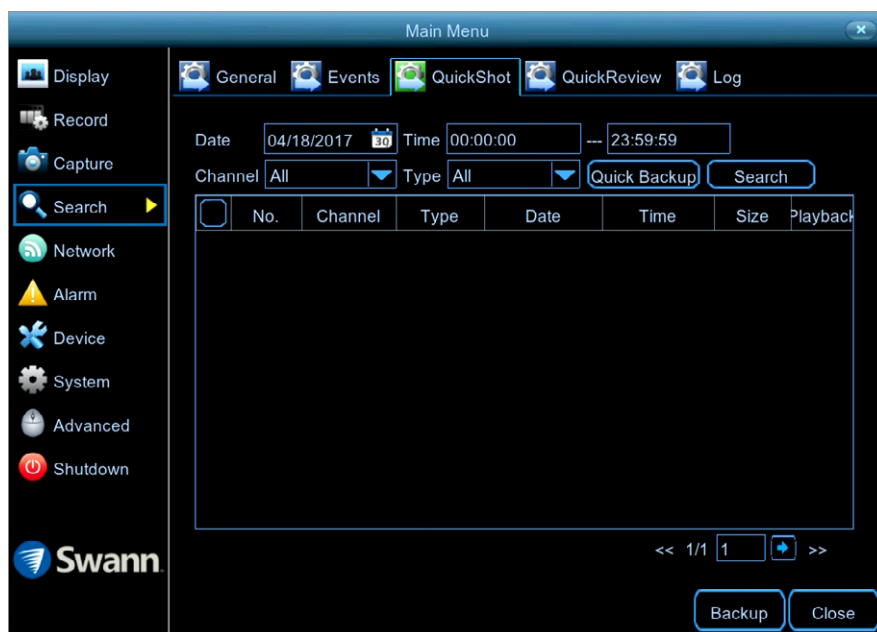 Main Menu
Display
Record
Capture
Search
Network
Alarm
Device
System
Advanced
Shutdown
Swann
General Events QuickShot QuickReview Log
Date 04/18/2017 30 Time 00:00:00 --- 23:59:59
Channel All Type All Quick Backup Search
No. Channel Type Date Time Size Playback
<< 1/1 1 >>
Backup Close